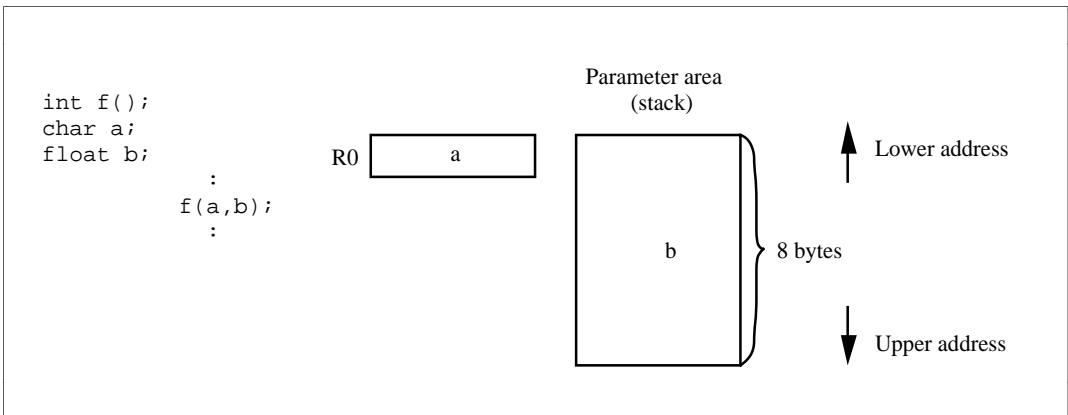 int f();
char a;
float b;
:
f(a,b);
:
R0
a
Parameter area
(stack)
b
8 bytes
Lower address
Upper address